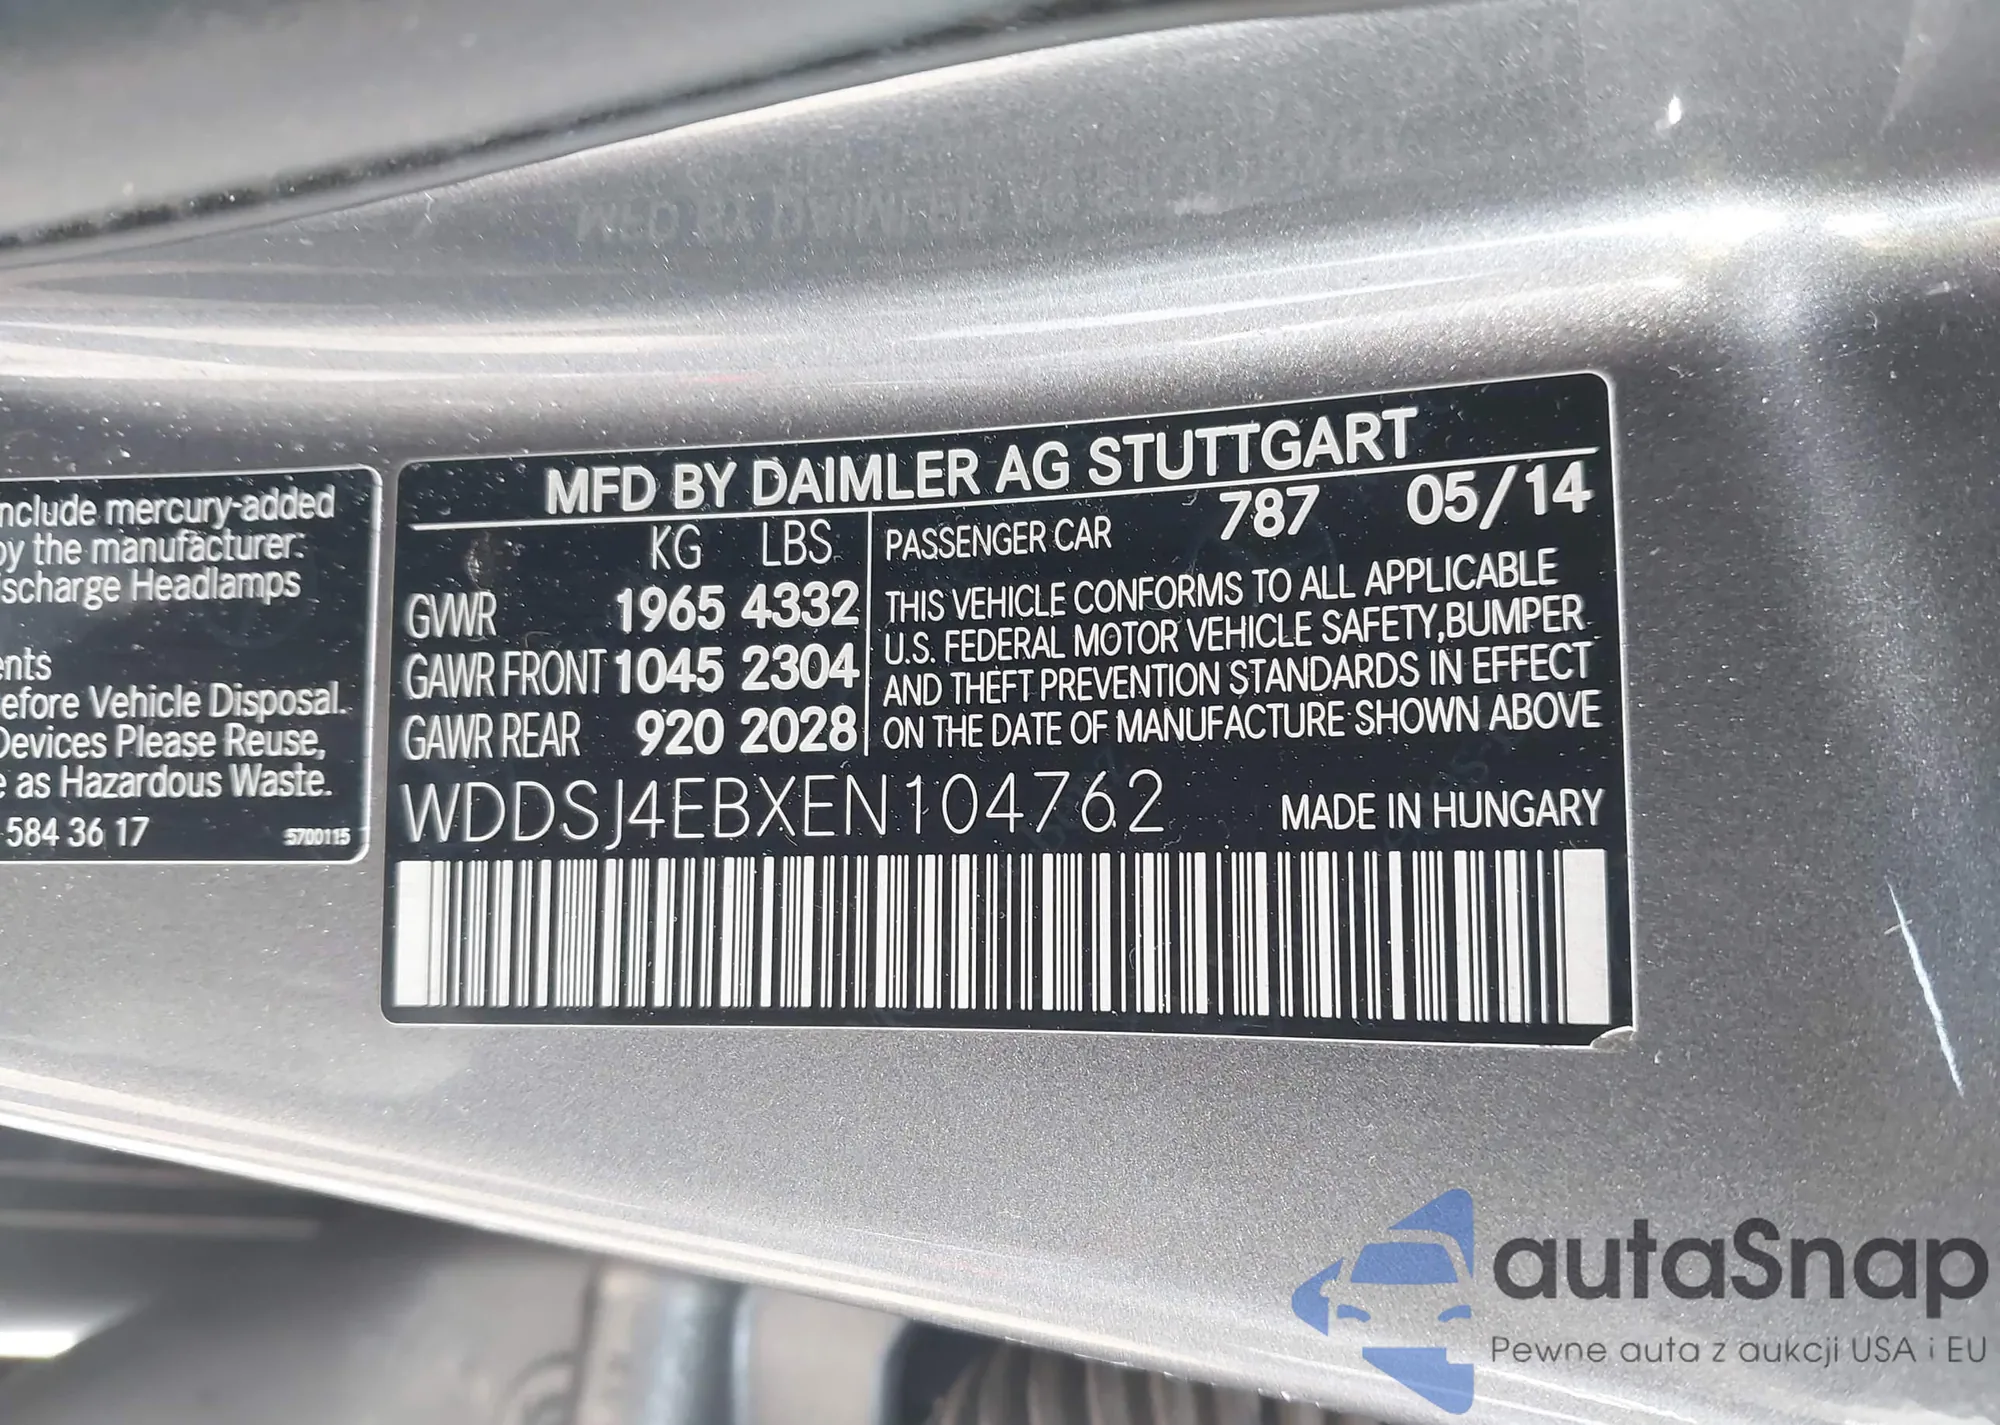 nclude mercury-added
by the manufacturer.
ischarge Headlamps
ents
efore Vehicle Disposal.
Devices Please Reuse,
e as Hazardous Waste.
584 36 17
5700115
MFD BY DAIMLER AG STUTTGART
KG LBS
GVWR 1965 4332
GAWR FRONT 1045 2304
GAWR REAR 920 2028
PASSENGER CAR 787 05/14
THIS VEHICLE CONFORMS TO ALL APPLICABLE
U.S. FEDERAL MOTOR VEHICLE SAFETY,BUMPER
AND THEFT PREVENTION STANDARDS IN EFFECT
ON THE DATE OF MANUFACTURE SHOWN ABOVE
WDDSJ4EBXEN104762
MADE IN HUNGARY
autaSnap
Pewne auta z aukcji USA i EU